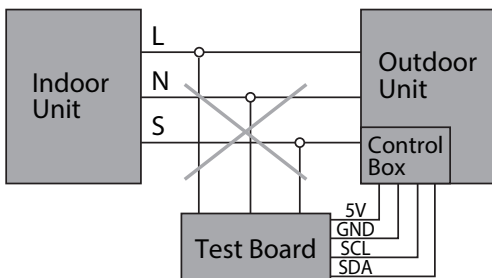 Indoor
Unit
L
N
S
Outdoor
Unit
Control
Box
Test Board
5V
GND
SCL
SDA